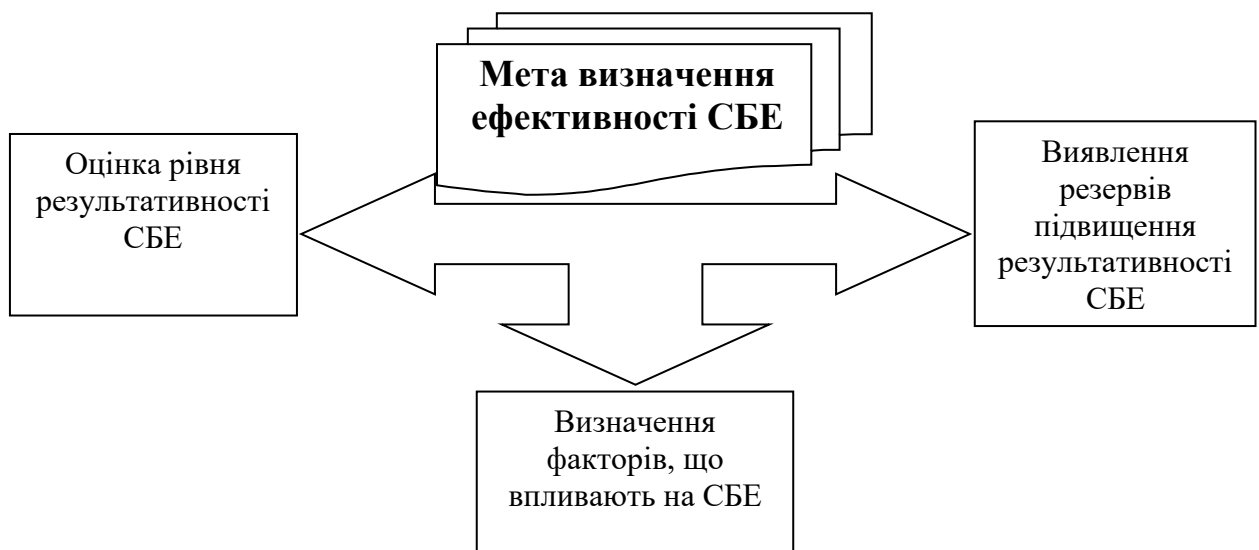 Мета визначення
ефективності СБЕ
Оцінка рівня
результативності
СБЕ
Виявлення
резервів
підвищення
результативності
СБЕ
Визначення
факторів, що
впливають на СБЕ